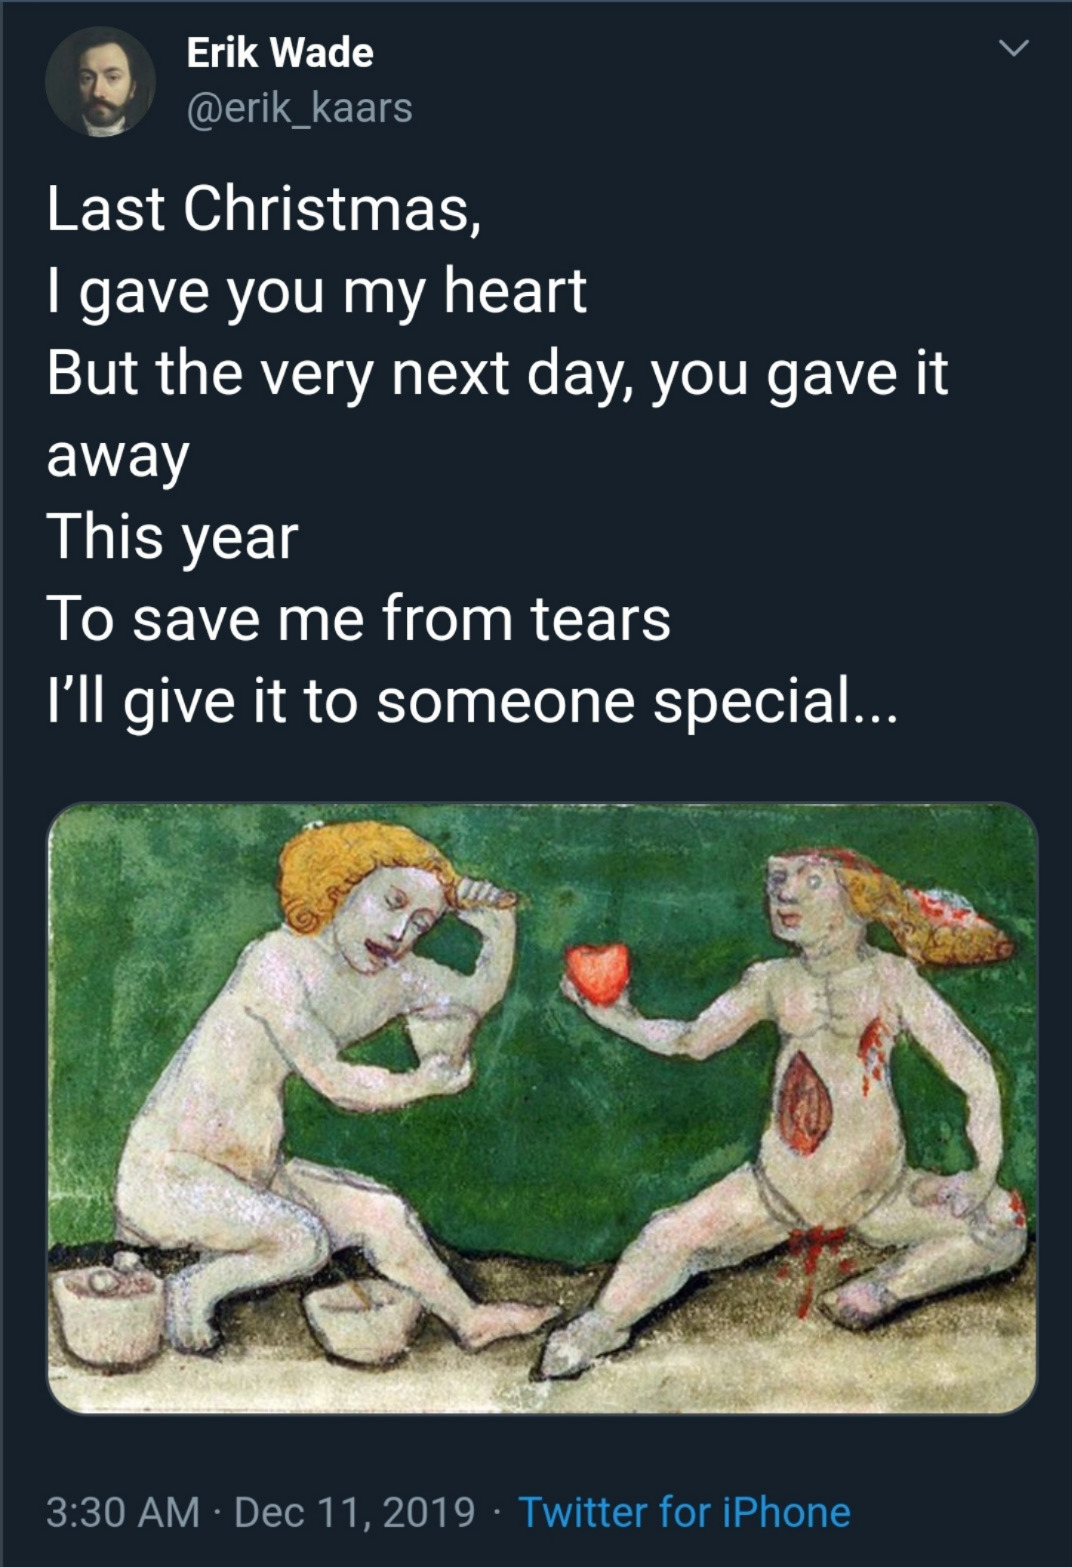 Erik Wade
@erik_kaars
Last Christmas,
I gave you my heart
But the very next day, you gave it
away
This year
To save me from tears
I’ll give it to someone special...
3:30 AM · Dec 11, 2019 · Twitter for iPhone